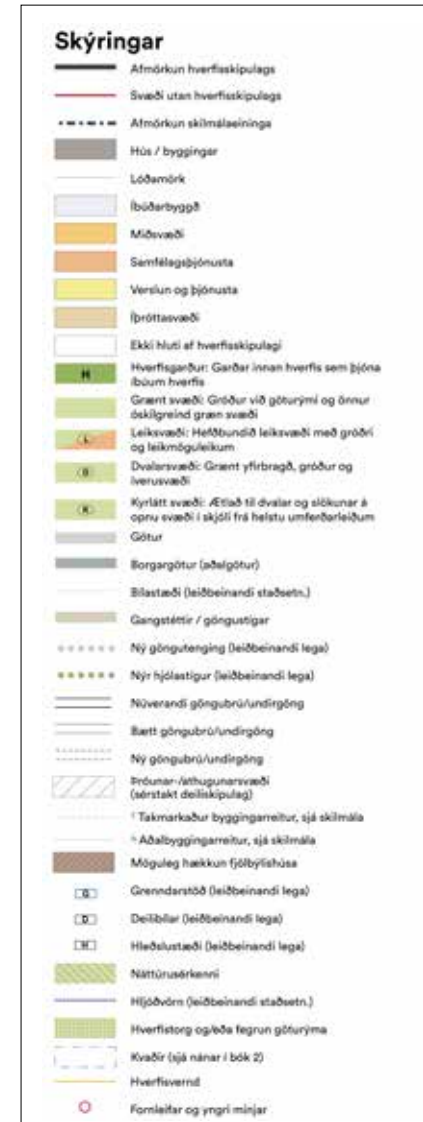 Skýringar
Afmörkun hverfisskipulags
Svæði utan hverfisskipulags
Afmörkun skilmálaeininga
Hús / byggingar
Lóðamörk
Íbúðarbyggð
Miðsvæði
Samfélagsþjónusta
Verslun og þjónusta
Íþróttasvæði
Ekki hluti af hverfisskipulagi
H
Hverfisgarður: Garðar innan hverfis sem þjóna
íbúum hverfis
Grænt svæði: Gróður við göturými og önnur
óskilgreind græn svæði
L
Leiksvæði: Hefðbundið leiksvæði með gróðri
og leikmöguleikum
D
Dvalarsvæði: Grænt yfirbragð, gróður og
íverusvæði
K
Kyrlátt svæði: Ætlað til dvalar og slökunar á
opnu svæði í skjóli frá helstu umferðarleiðum
Götur
Borgargötur (aðalgötur)
Bílastæði (leiðbeinandi staðsetn.)
Gangstéttir / göngustígar
Ný göngutenging (leiðbeinandi lega)
Nýr hjólastígur (leiðbeinandi lega)
Núverandi göngubrú/undirgöng
Bætt göngubrú/undirgöng
Ný göngubrú/undirgöng
Þróunar-/athugunarsvæði
(sérstakt deiliskipulag)
Takmarkaður byggingarreitur, sjá skilmála
Aðalbyggingarreitur, sjá skilmála
Möguleg hækkun fjölbýlishúsa
G
Grenndarstöð (leiðbeinandi lega)
D
Deilibílar (leiðbeinandi lega)
H
Hleðslustæði (leiðbeinandi lega)
Náttúrusérkenni
Hljóðvörn (leiðbeinandi staðsetn.)
Hverfistorg og/eða fegrun göturýma
Kvaðir (sjá nánar í bók 2)
Hverfisvernd
Fornleifar og yngri minjar